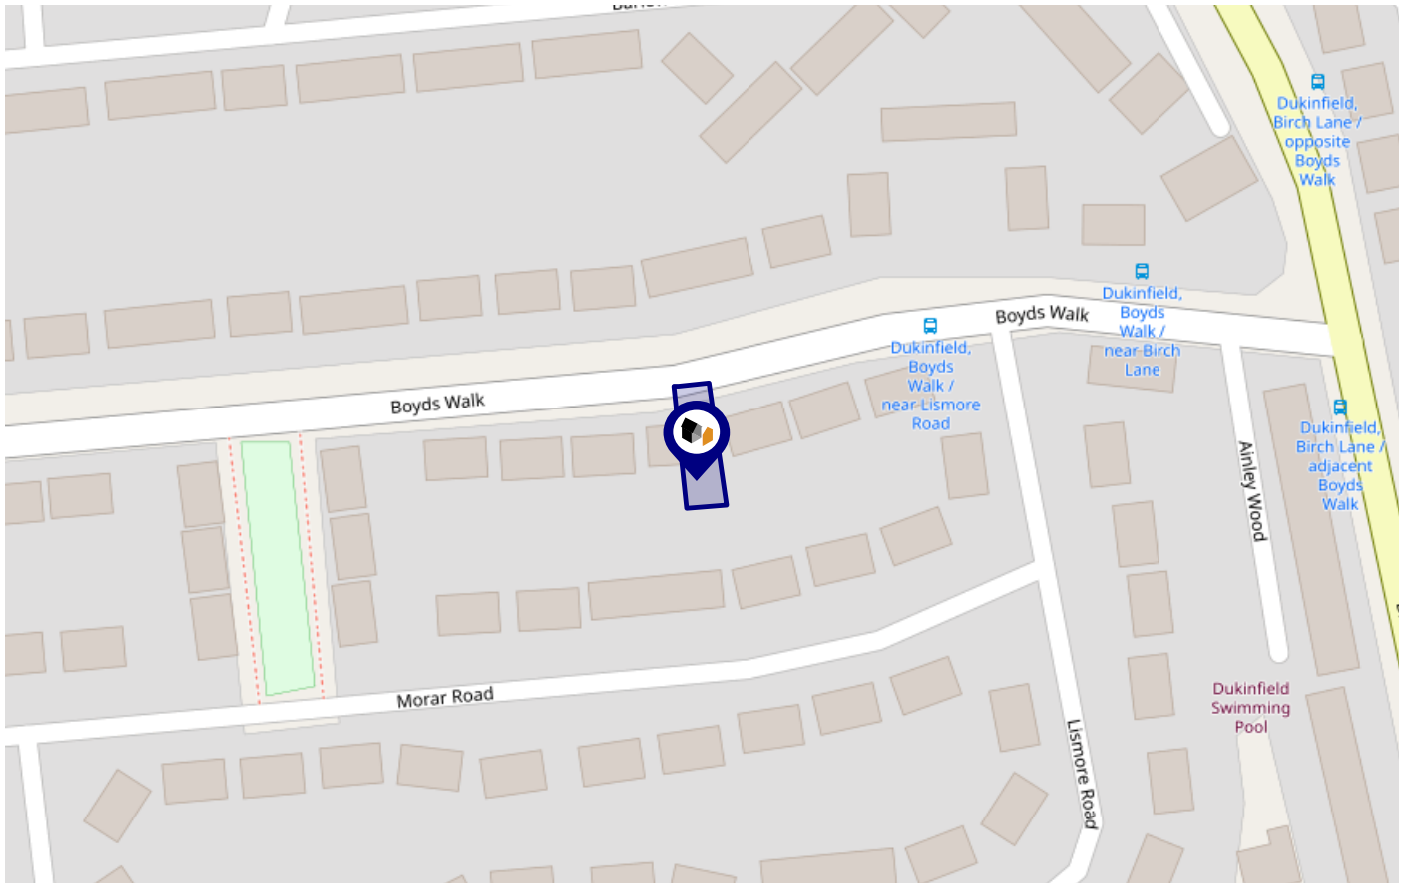 Dukinfield,
Birch Lane /
opposite
Boyds
Walk
Dukinfield,
Boyds
Walk /
near Birch
Lane
Boyds Walk
Dukinfield,
Boyds
Walk /
near Lismore
Road
Boyds Walk
Dukinfield,
Birch Lane /
adjacent
Boyds
Walk
Ainley Wood
Morar Road
Dukinfield
Swimming
Pool
Lismore Road